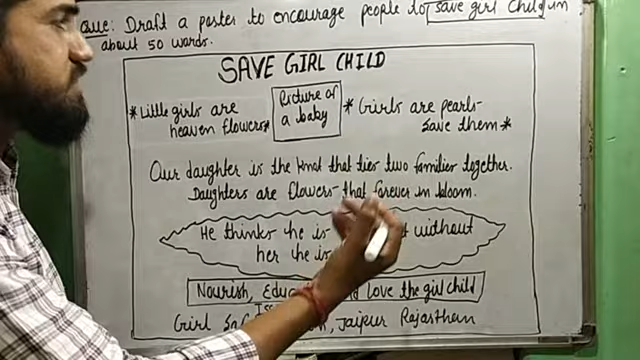 Que: Draft a poster to encourage people to save girl child in
about 50 words.
SAVE GIRL CHILD
*Little girls are
heaven flowers*
Picture of
a baby
*Girls are pearls-
save them*
Our daughter is the knot that ties two families together.
Daughters are flowers that forever in bloom.
He thinks he is without
her he is
Nourish, and love the girl child
Girl Jaipur Rajasthan